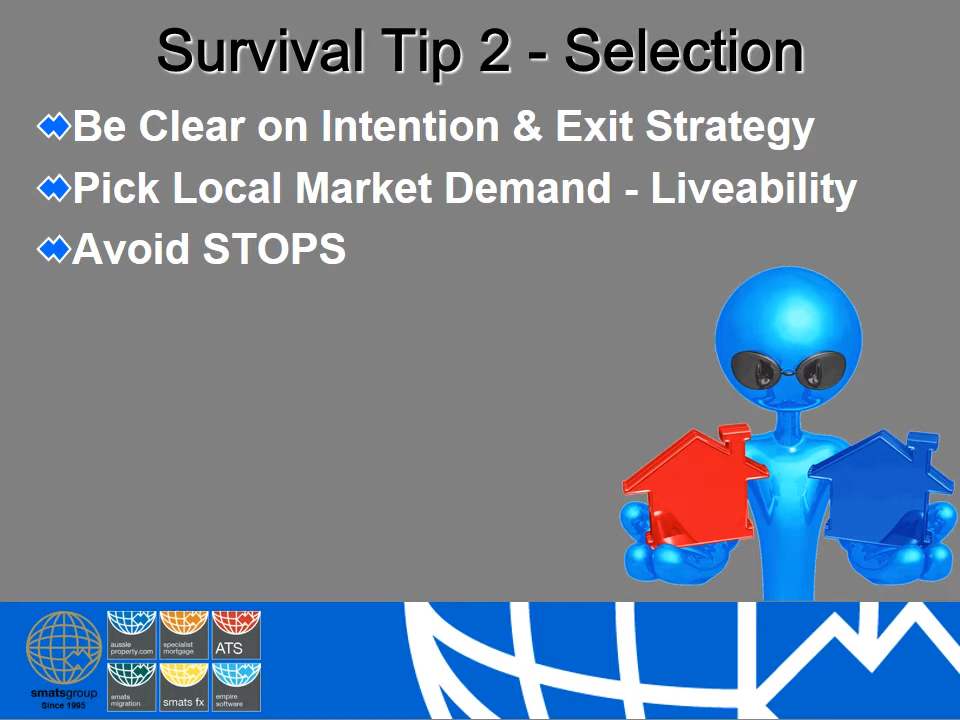 Survival Tip 2 - Selection
Be Clear on Intention & Exit Strategy
Pick Local Market Demand - Liveability
Avoid STOPS
smatsgroup
Since 1995
aussie
property.com
specialist
mortgage
ATS
smats
migration
smats fx
empire
software